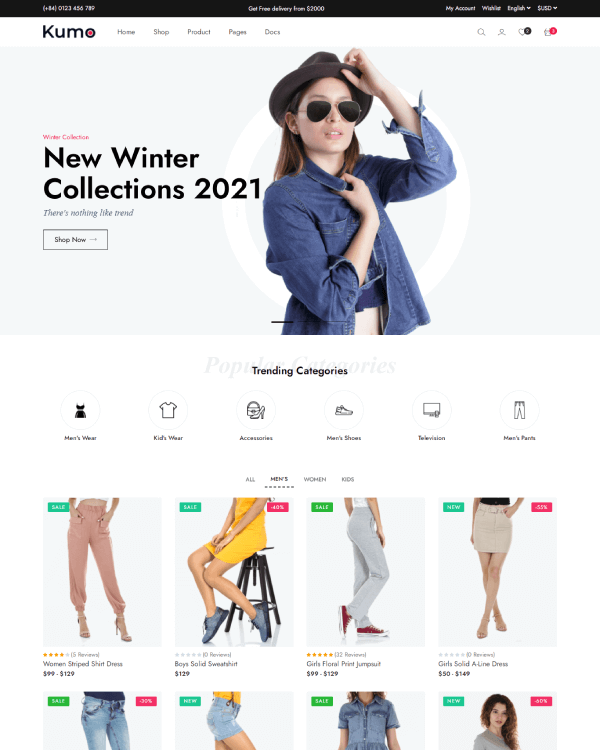 (+84) 0123 456 789
Get Free delivery from $2000
My Account Wishlist English $USD
Kumo
Home Shop Product Pages Docs
0 0
Winter Collection
New Winter
Collections 2021
There's nothing like trend
Shop Now →
Popular Categories
Trending Categories
Men's Wear Kid's Wear Accessories Men's Shoes Television Men's Pants
ALL MEN'S WOMEN KIDS
SALE SALE -40% SALE NEW
(5 Reviews) (0 Reviews) (32 Reviews) (0 Reviews)
Women Striped Shirt Dress Boys Solid Sweatshirt Girls Floral Print Jumpsuit Girls Solid A-Line Dress
$99 - $129 $129 $99 - $129 $50 - $149
SALE NEW SALE NEW